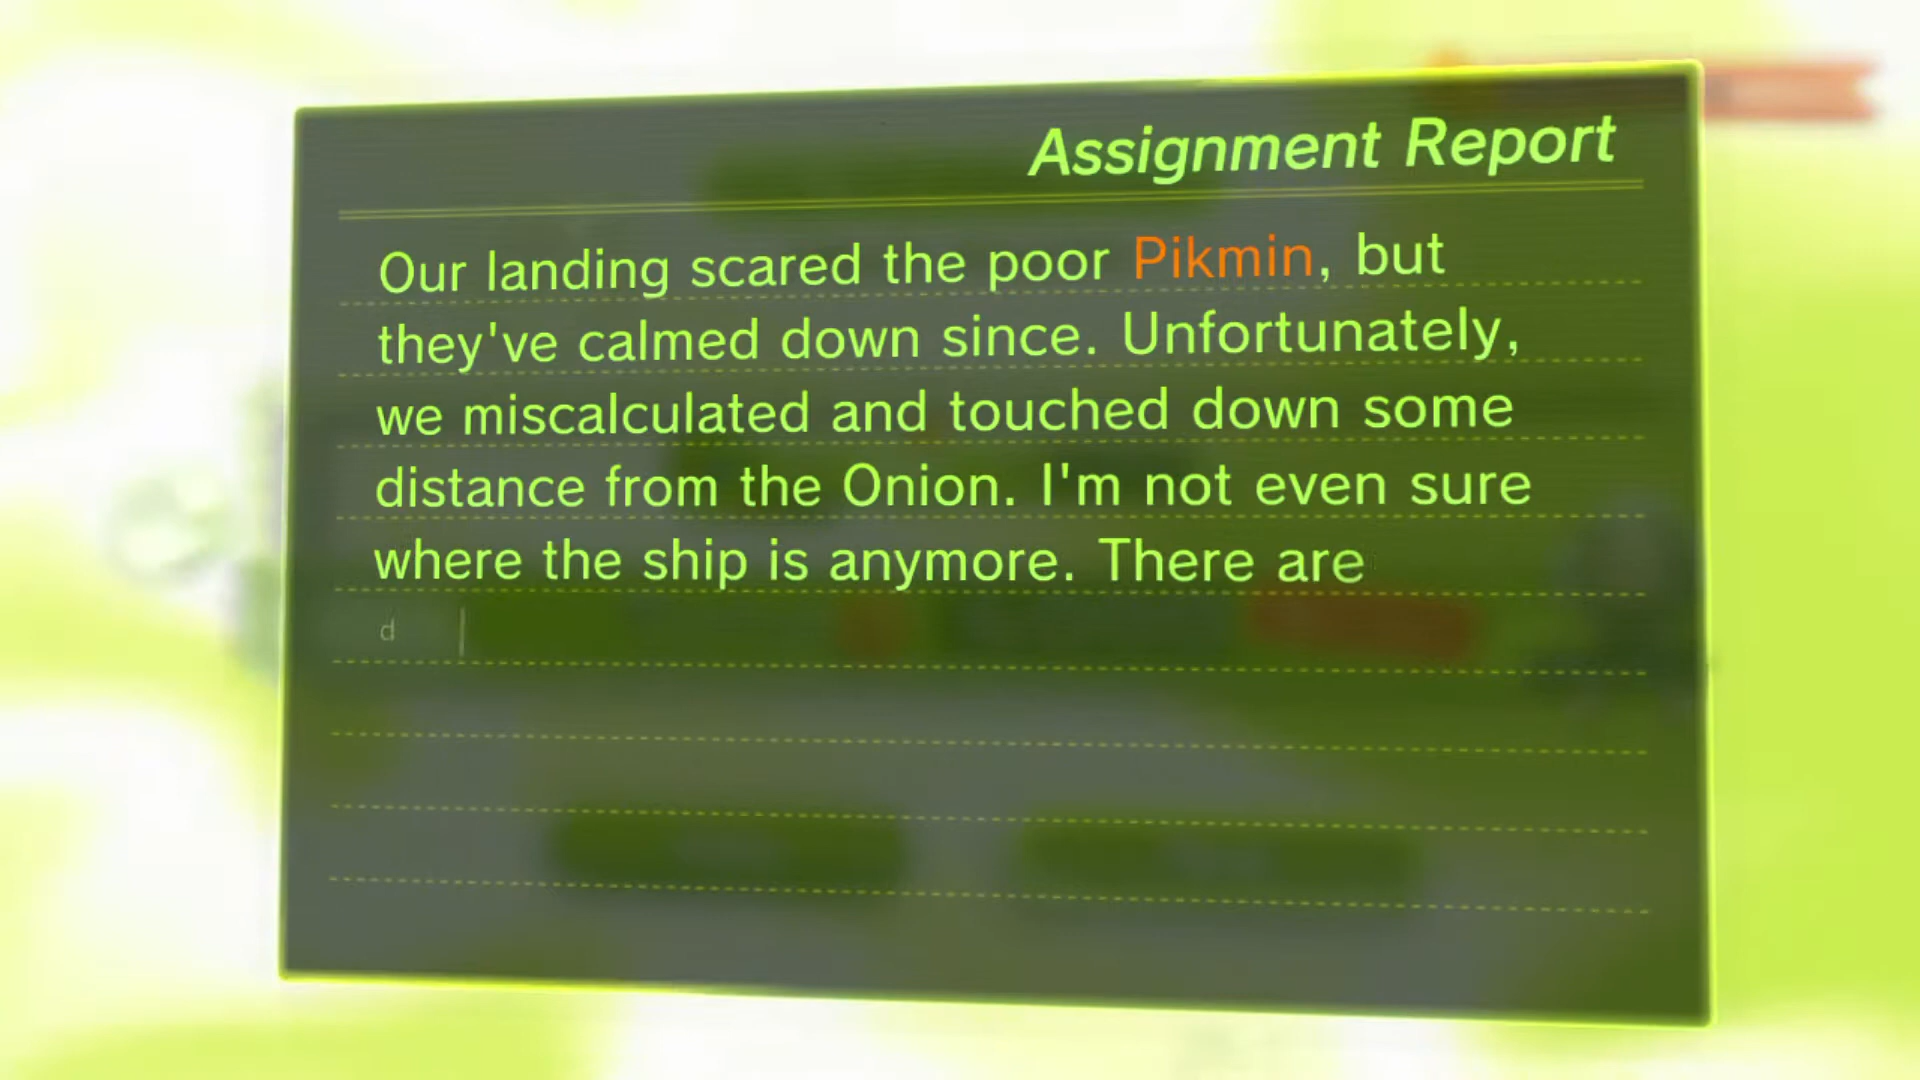 Assignment Report
Our landing scared the poor Pikmin, but
they've calmed down since. Unfortunately,
we miscalculated and touched down some
distance from the Onion. I'm not even sure
where the ship is anymore. There are
d